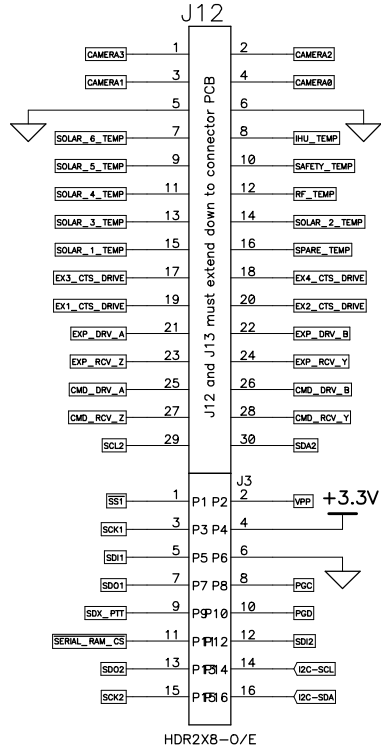 J12
CAMERA3 1 2 CAMERA2
CAMERA1 3 4 CAMERA0
5 6
SOLAR_6_TEMP 7 8 IHU_TEMP
SOLAR_5_TEMP 9 10 SAFETY_TEMP
SOLAR_4_TEMP 11 12 RF_TEMP
SOLAR_3_TEMP 13 14 SOLAR_2_TEMP
SOLAR_1_TEMP 15 16 SPARE_TEMP
EX3_CTS_DRIVE 17 18 EX4_CTS_DRIVE
EX1_CTS_DRIVE 19 20 EX2_CTS_DRIVE
EXP_DRV_A 21 22 EXP_DRV_B
EXP_RCV_Z 23 24 EXP_RCV_Y
CMD_DRV_A 25 26 CMD_DRV_B
CMD_RCV_Z 27 28 CMD_RCV_Y
SCL2 29 30 SDA2
J12 and J13 must extend down to connector PCB
J3
SS1 1 P1 P2 2 VPP +3.3V
SCK1 3 P3 P4 4
SDI1 5 P5 P6 6
SDO1 7 P7 P8 8 PGC
SDX_PTT 9 P9 P10 10 PGD
SERIAL_RAM_CS 11 P11 P12 12 SDI2
SDO2 13 P13 P14 14 I2C-SCL
SCK2 15 P15 P16 16 I2C-SDA
HDR2X8-O/E